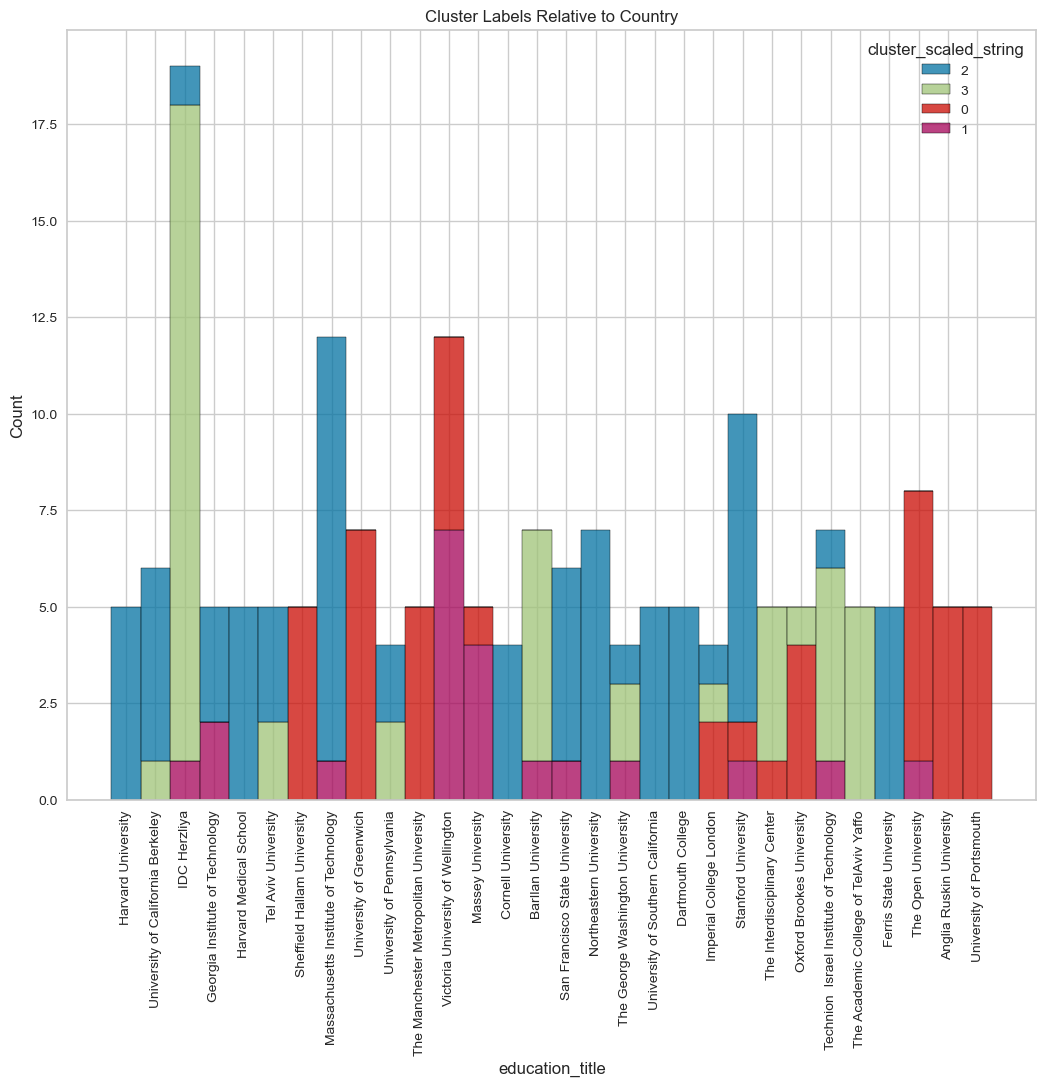 Cluster Labels Relative to Country
cluster_scaled_string
2
3
0
1
17.5
15.0
12.5
10.0
7.5
5.0
2.5
0.0
Count
Harvard University
University of California Berkeley
IDC Herzliya
Georgia Institute of Technology
Harvard Medical School
Tel Aviv University
Sheffield Hallam University
Massachusetts Institute of Technology
University of Greenwich
University of Pennsylvania
The Manchester Metropolitan University
Victoria University of Wellington
Massey University
Cornell University
BarIlan University
San Francisco State University
Northeastern University
The George Washington University
University of Southern California
Dartmouth College
Imperial College London
Stanford University
The Interdisciplinary Center
Oxford Brookes University
Technion  Israel Institute of Technology
The Academic College of TelAviv Yaffo
Ferris State University
The Open University
Anglia Ruskin University
University of Portsmouth
education_title